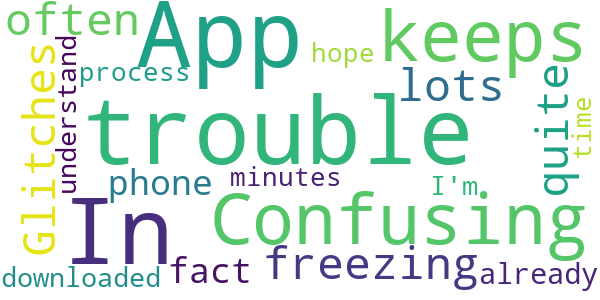 often
App
keeps
hope
process
understand
Glitches
lots
quite
time
trouble
phone
minutes
I'm
In
Confusing
downloaded
fact
freezing
already